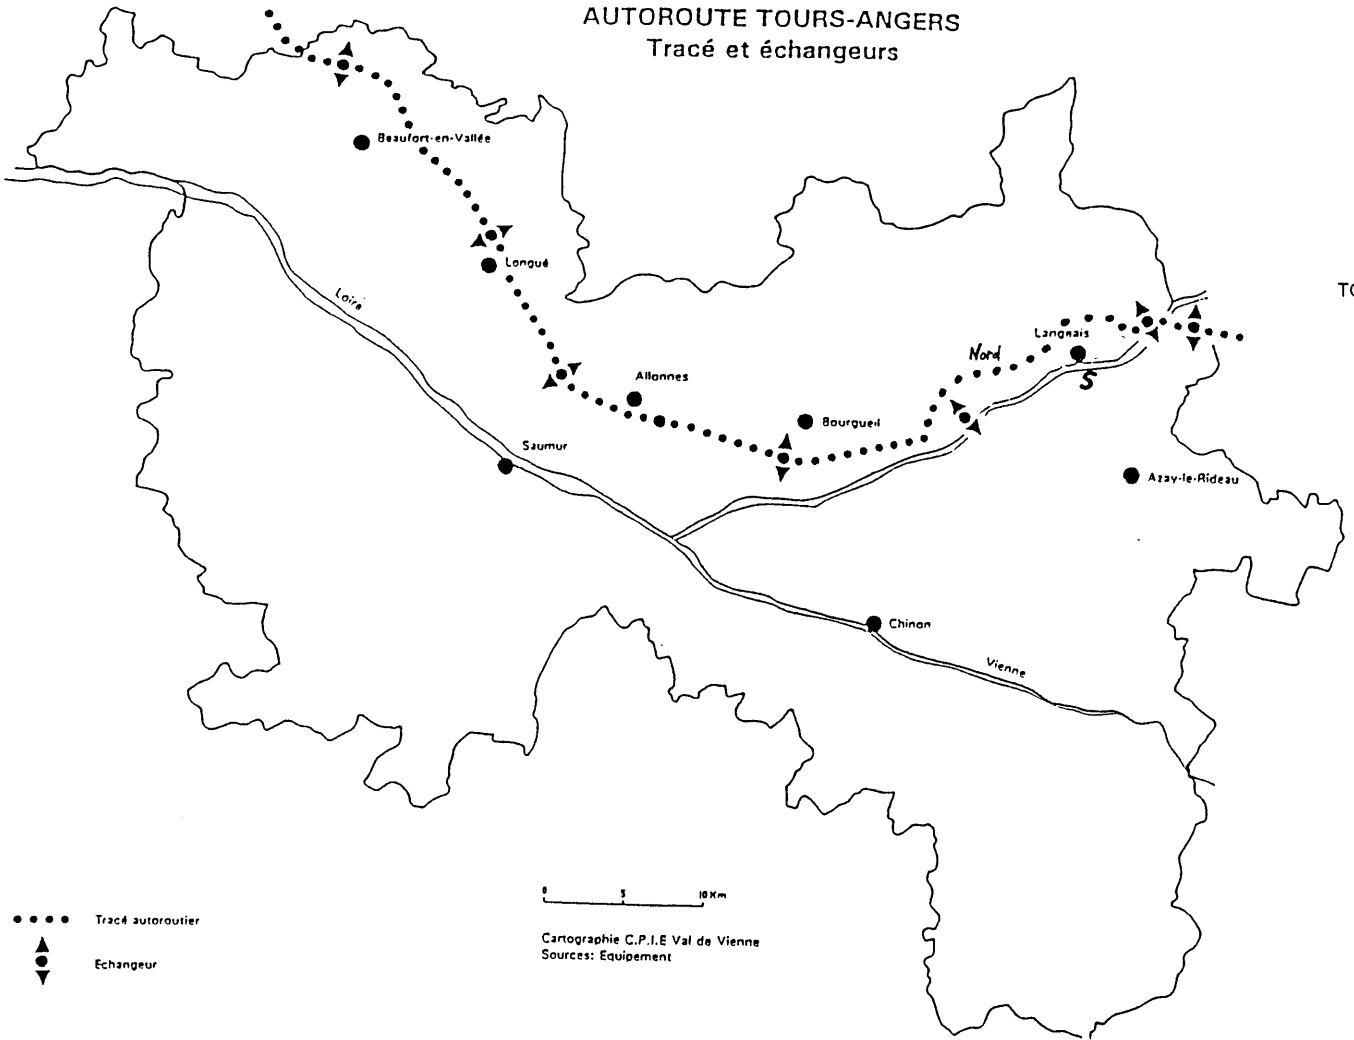 AUTOROUTE TOURS-ANGERS
Tracé et échangeurs
Beaufort-en-Vallée
Longué
Loire
TO
Langeais
Nord
S
Allonnes
Bourgueil
Saumur
Azay-le-Rideau
Chinon
Vienne
0 5 10 Km
Tracé autoroutier
Cartographie C.P.I.E Val de Vienne
Sources: Equipement
Echangeur